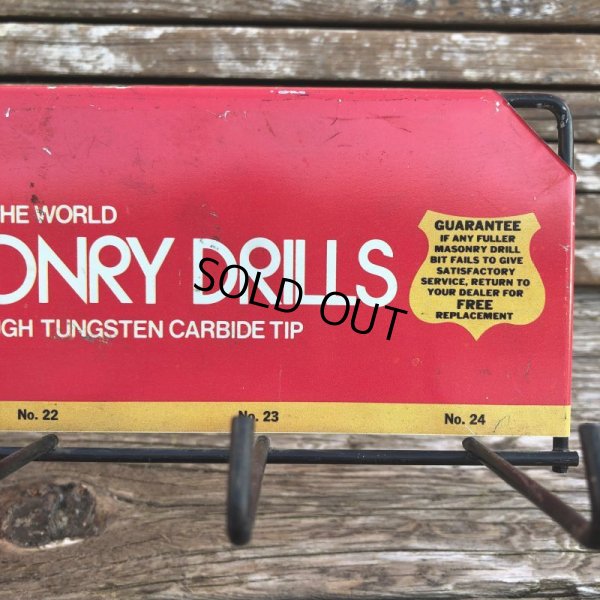 HE WORLD
ONRY DRILLS
GH TUNGSTEN CARBIDE TIP
GUARANTEE
IF ANY FULLER
MASONRY DRILL
BIT FAILS TO GIVE
SATISFACTORY
SERVICE, RETURN TO
YOUR DEALER FOR
FREE
REPLACEMENT
SOLD OUT
No. 22
No. 23
No. 24